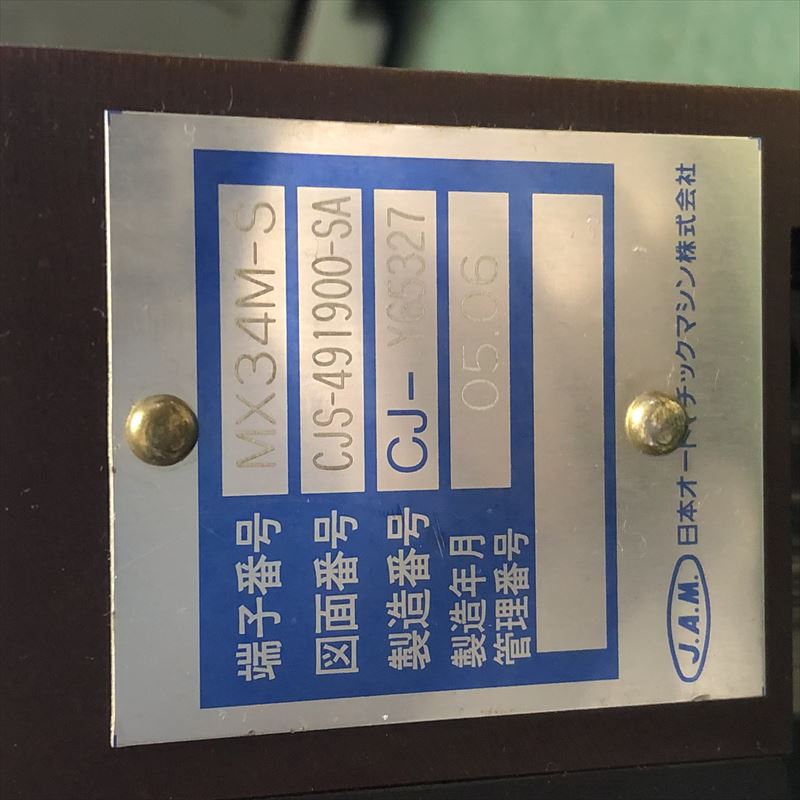 端子番号 MX34M-S
図面番号 CJS-491900-SA
製造番号 CJ- Y65327
製造年月 05.06
管理番号
J.A.M. 日本オートマチックマシン株式会社